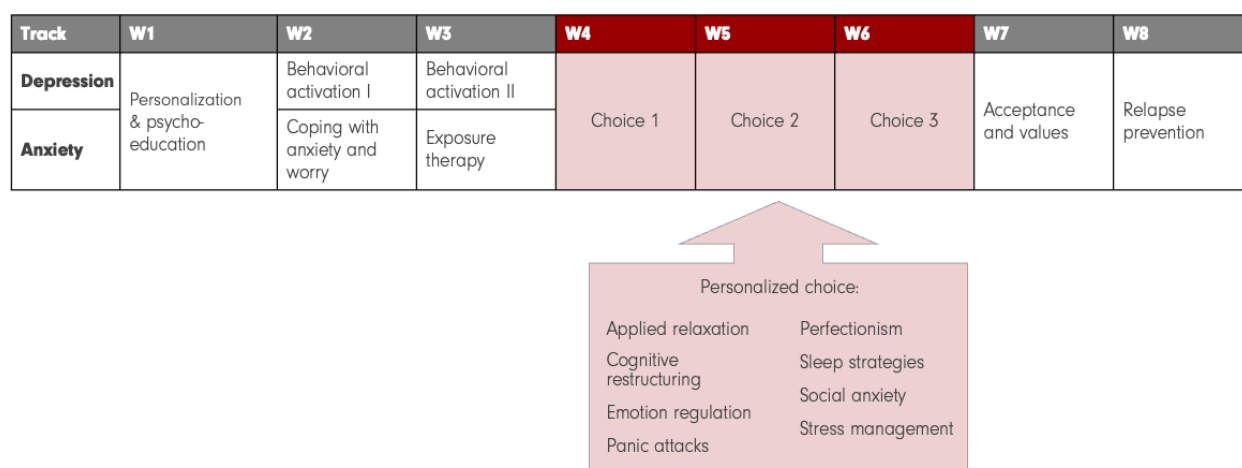 Track W1 W2 W3 W4 W5 W6 W7 W8
Depression
Personalization
& psycho-
education
Behavioral
activation I
Behavioral
activation II
Anxiety
Coping with
anxiety and
worry
Exposure
therapy
Choice 1
Choice 2
Choice 3
Acceptance
and values
Relapse
prevention
Personalized choice:
Applied relaxation
Cognitive
restructuring
Emotion regulation
Panic attacks
Perfectionism
Sleep strategies
Social anxiety
Stress management